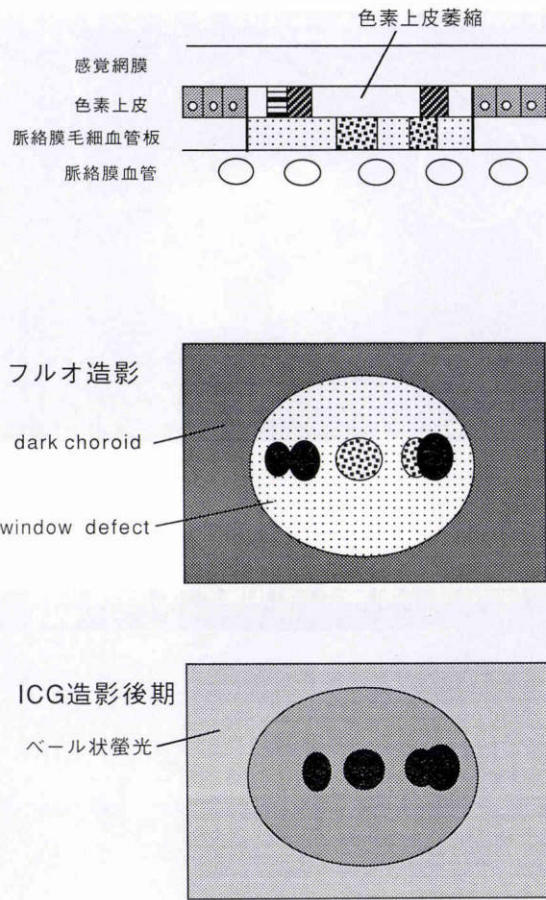 色素上皮萎縮
感覚網膜
色素上皮
脈絡膜毛細血管板
脈絡膜血管
フルオ造影
dark choroid
window defect
ICG造影後期
ベール状螢光